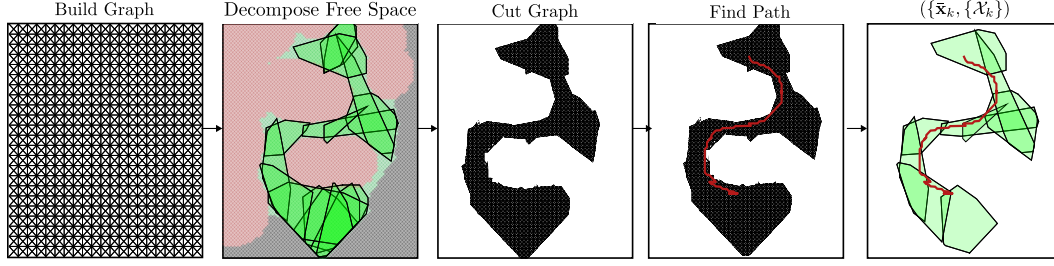 Build Graph
Decompose Free Space
Cut Graph
Find Path
({x̄ₖ, {𝒳ₖ})